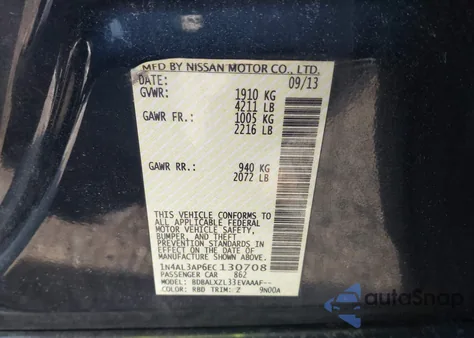 MFD BY NISSAN MOTOR CO., LTD.
DATE: 09/13
GVWR: 1910 KG
4211 LB
GAWR FR.: 1005 KG
2216 LB
GAWR RR.: 940 KG
2072 LB
THIS VEHICLE CONFORMS TO
ALL APPLICABLE FEDERAL
MOTOR VEHICLE SAFETY,
BUMPER, AND THEFT
PREVENTION STANDARDS IN
EFFECT ON THE DATE OF
MANUFACTURE SHOWN ABOVE.
1N4AL3AP6EC130708
PASSENGER CAR 862
MODEL: BDBALXZL33EVAAAF--
COLOR: RBD TRIM: Z 9N00A
AutoSnap